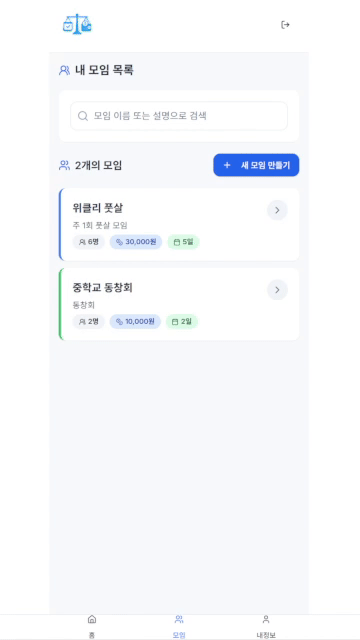 내 모임 목록
모임 이름 또는 설명으로 검색
2개의 모임
새 모임 만들기
위클리 풋살
주 1회 풋살 모임
6명
30,000원
5일
중학교 동창회
동창회
2명
10,000원
2일
홈
모임
내정보